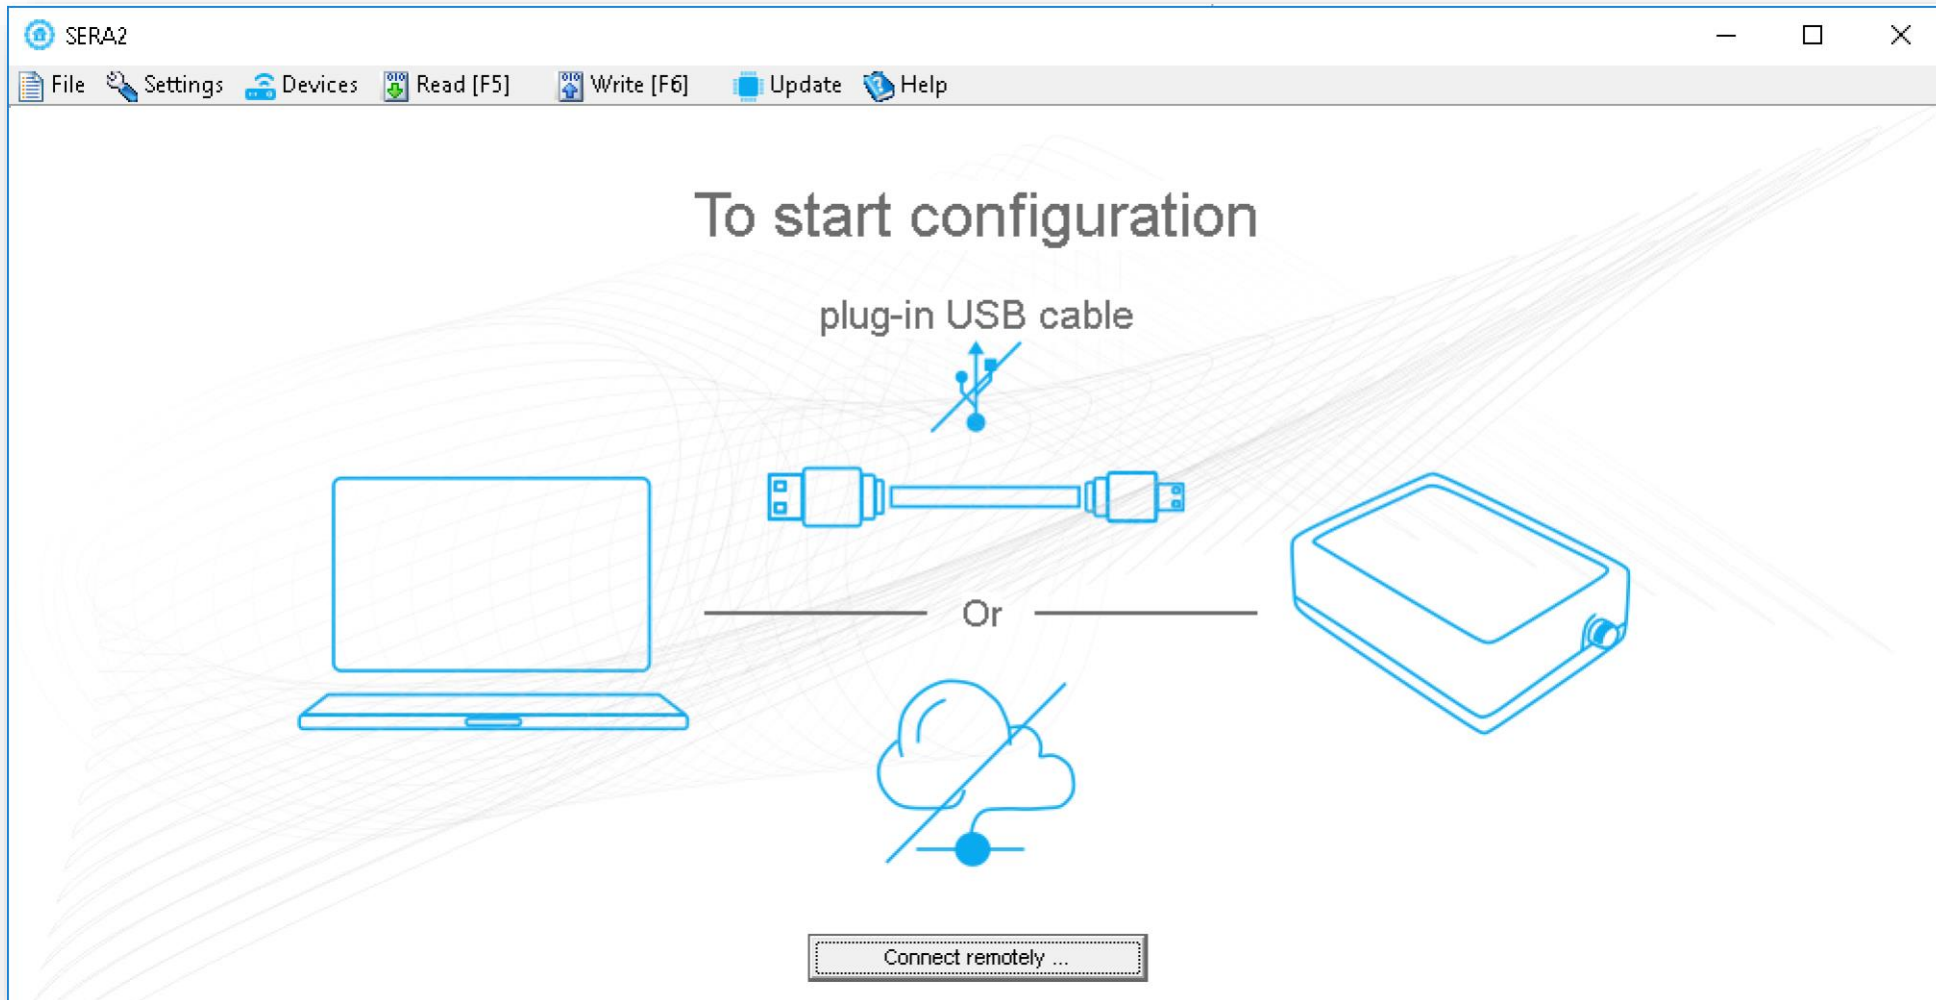 SERA2
File Settings Devices Read [F5] Write [F6] Update Help
To start configuration
plug-in USB cable
Or
Connect remotely ...